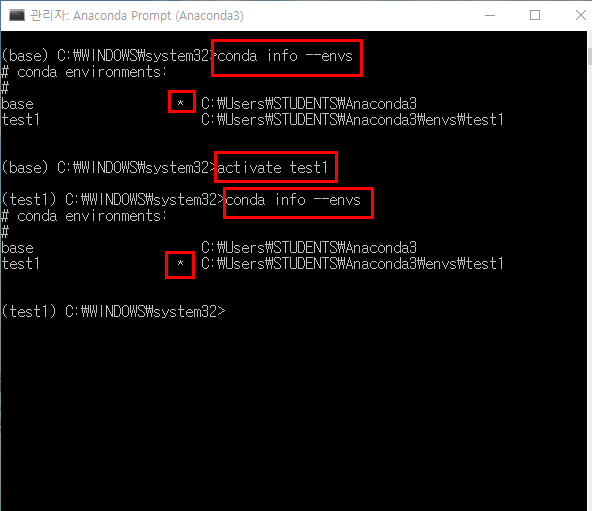 관리자: Anaconda Prompt (Anaconda3)
(base) C:₩WINDOWS₩system32>conda info --envs
# conda environments:
#
base * C:₩Users₩STUDENTS₩Anaconda3
test1 C:₩Users₩STUDENTS₩Anaconda3₩envs₩test1
(base) C:₩WINDOWS₩system32>activate test1
(test1) C:₩WINDOWS₩system32>conda info --envs
# conda environments:
#
base C:₩Users₩STUDENTS₩Anaconda3
test1 * C:₩Users₩STUDENTS₩Anaconda3₩envs₩test1
(test1) C:₩WINDOWS₩system32>